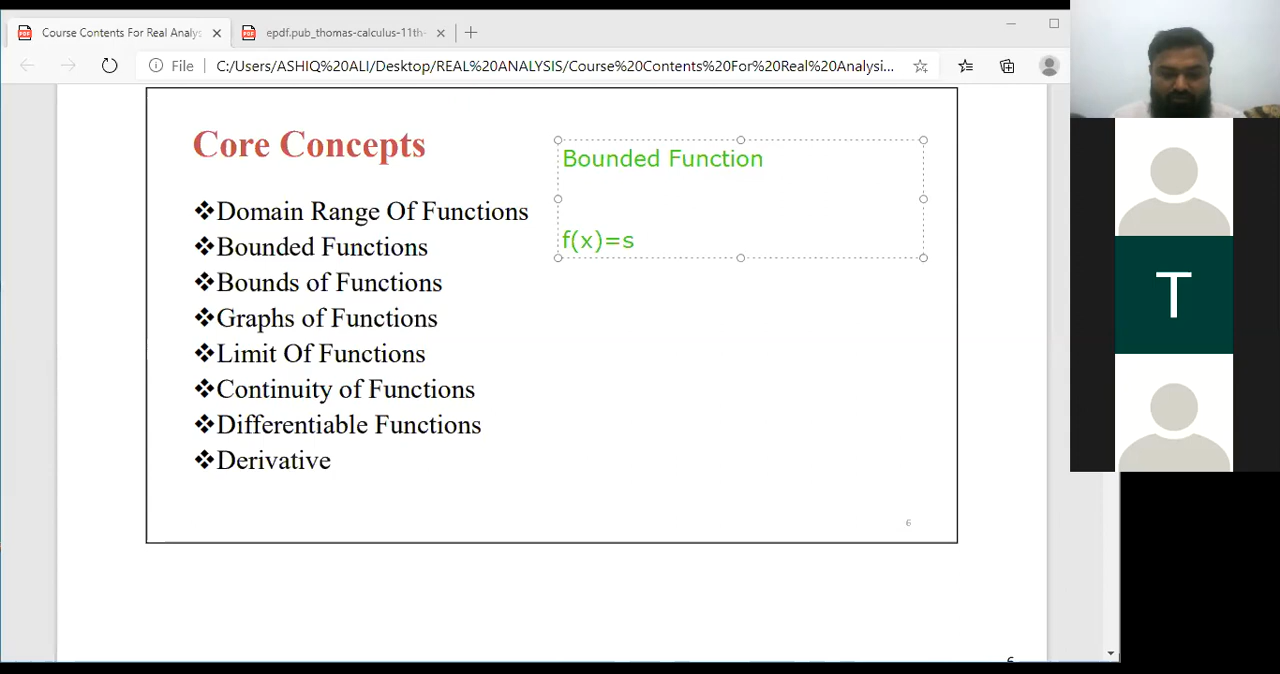 Course Contents For Real Analys
epdf.pub_thomas-calculus-11th-
File
C:/Users/ASHIQ%20ALI/Desktop/REAL%20ANALYSIS/Course%20Contents%20For%20Real%20Analysi...
Core Concepts
❖Domain Range Of Functions
❖Bounded Functions
❖Bounds of Functions
❖Graphs of Functions
❖Limit Of Functions
❖Continuity of Functions
❖Differentiable Functions
❖Derivative
Bounded Function
f(x)=s
6
T